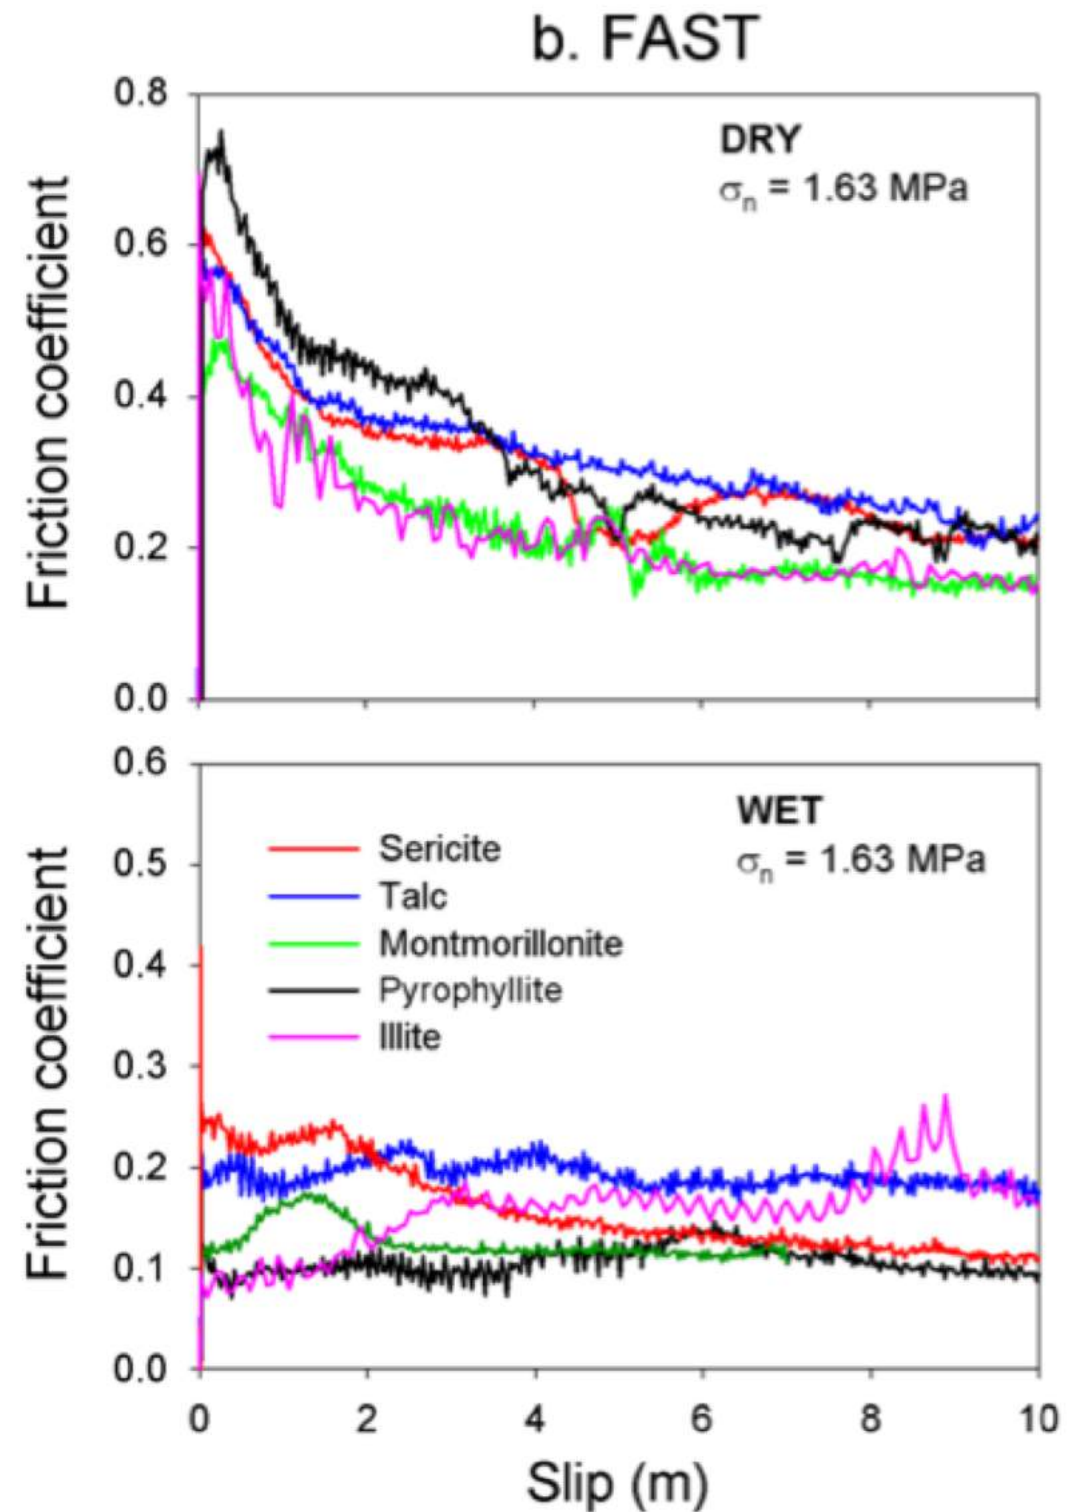 b. FAST
0.8
0.6
0.4
0.2
0.0
Friction coefficient
DRY
σn = 1.63 MPa
0.6
0.5
0.4
0.3
0.2
0.1
0.0
Friction coefficient
WET
σn = 1.63 MPa
Sericite
Talc
Montmorillonite
Pyrophyllite
Illite
0 2 4 6 8 10
Slip (m)